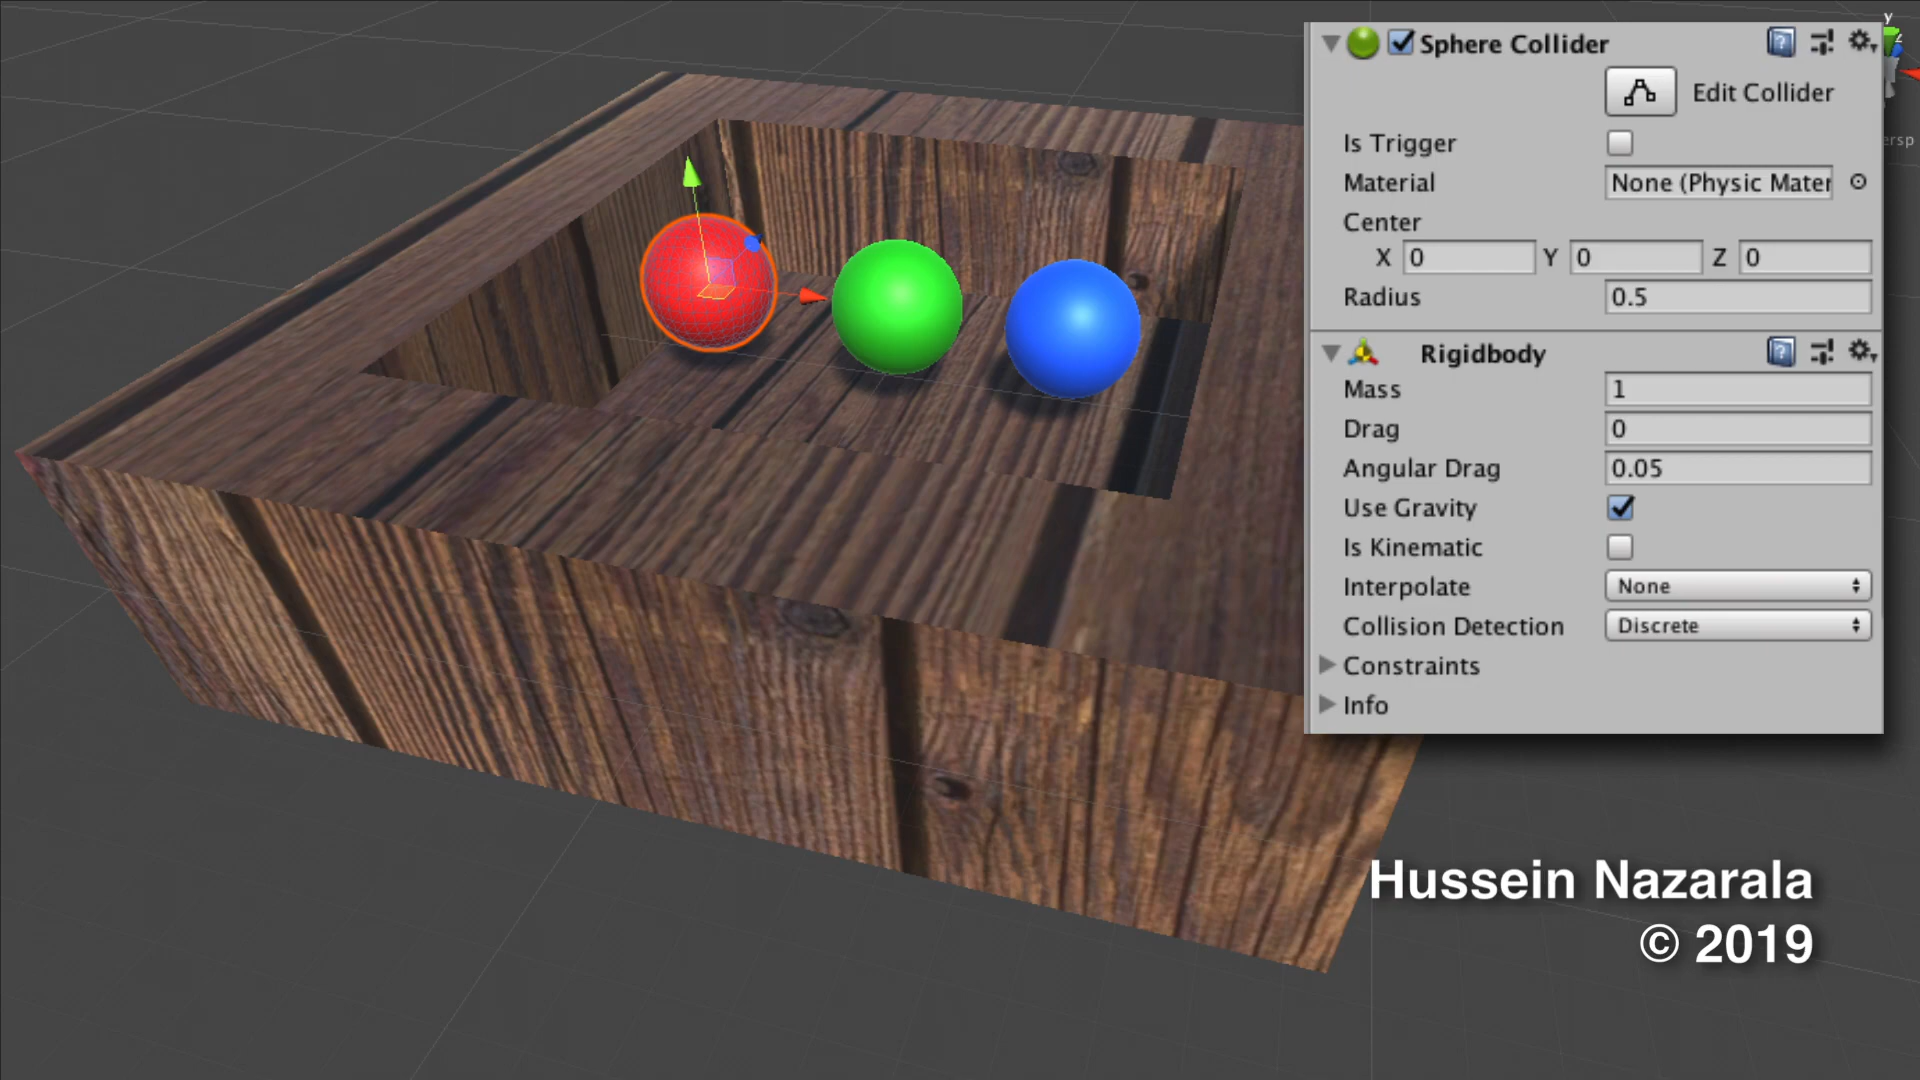 y
z
Sphere Collider
Edit Collider
ersp
Is Trigger
Material None (Physic Mater
Center
X 0 Y 0 Z 0
Radius 0.5
Rigidbody
Mass 1
Drag 0
Angular Drag 0.05
Use Gravity
Is Kinematic
Interpolate None
Collision Detection Discrete
Constraints
Info
Hussein Nazarala
© 2019